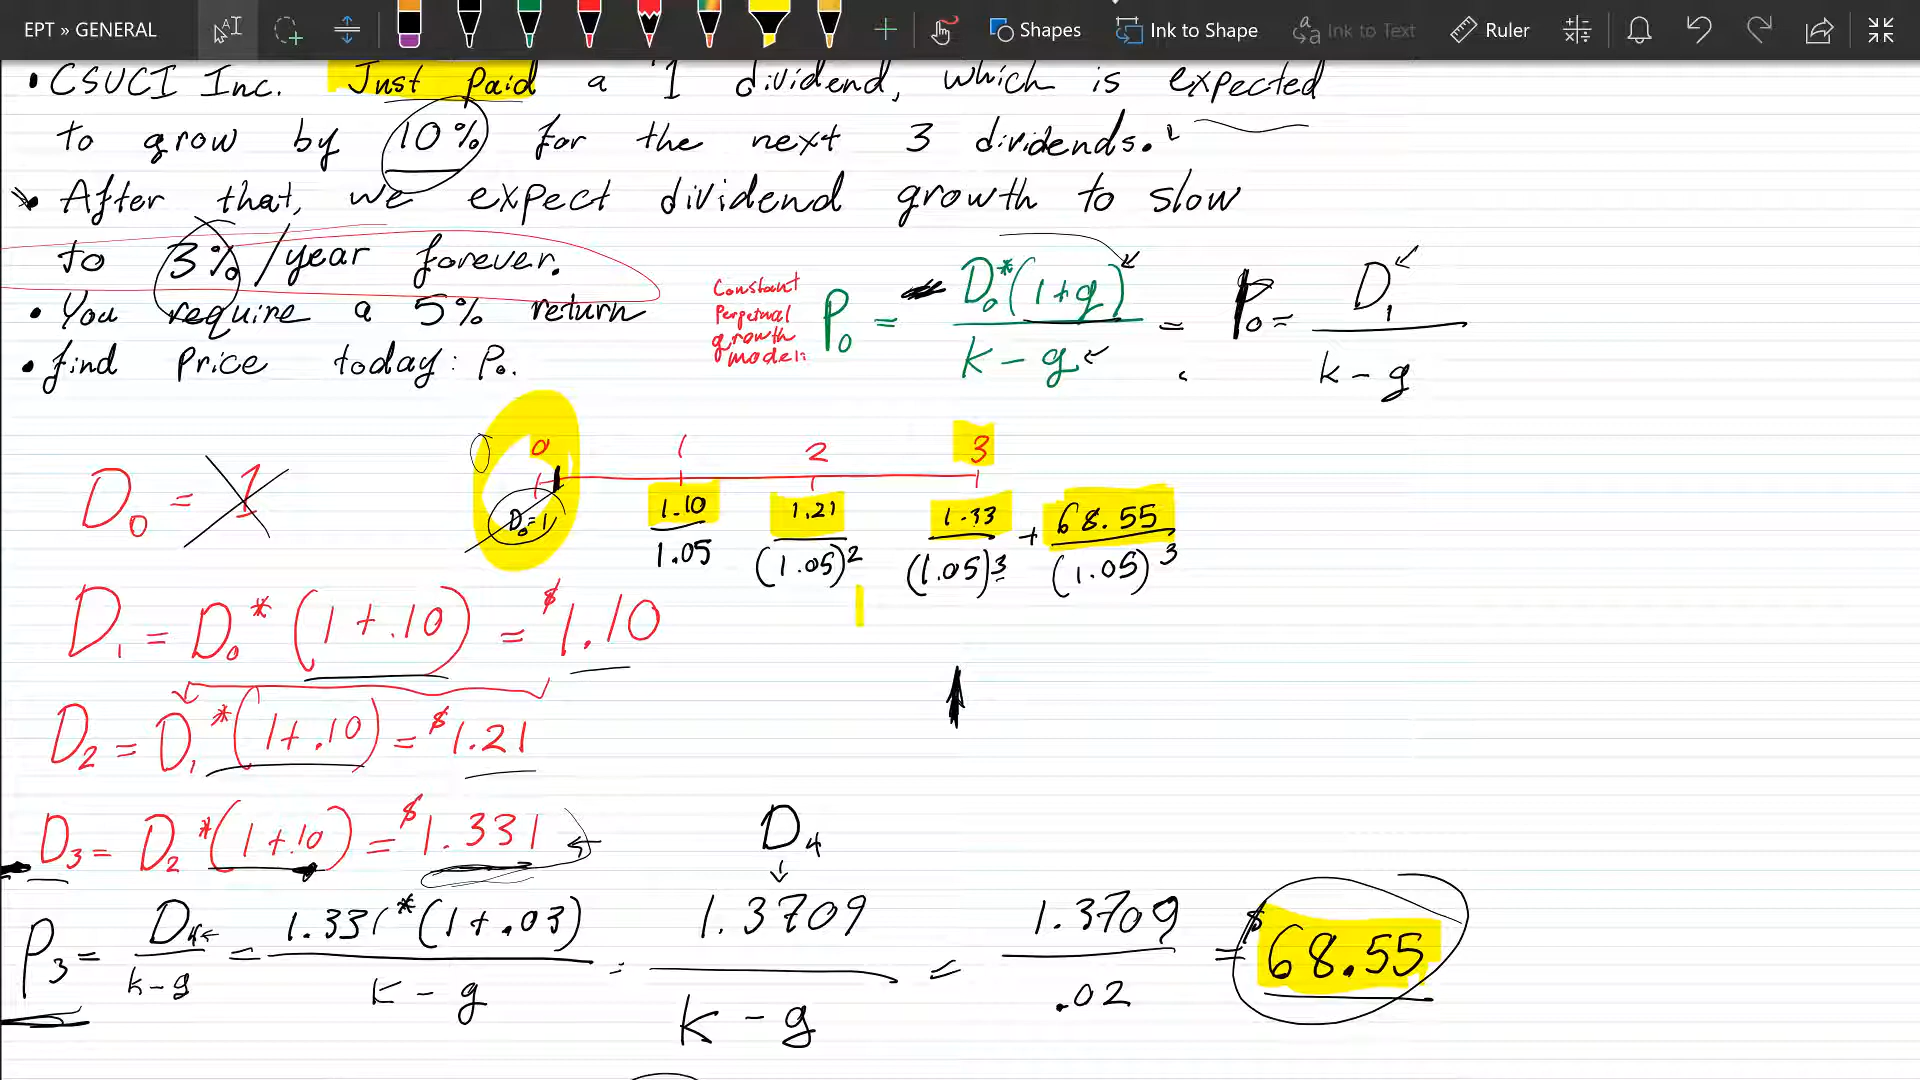 EPT » GENERAL
Shapes
Ink to Shape
Ink to Text
Ruler
• CSUCI Inc. Just Paid a $1 dividend, which is expected
to grow by 10% for the next 3 dividends.
• After that, we expect dividend growth to slow
to 3% /year forever.
• You require a 5% return
• find Price today: P₀.
Constant
Perpetual
growth
model:
P₀ = D₀*(1+g) / k - g = P₀ = D₁ / k - g
0 1 2 3
D₀ = 1
D₀=1
1.10 / 1.05
1.21 / (1.05)²
1.33 / (1.05)³ + 68.55 / (1.05)³
D₁ = D₀* (1+.10) = $1.10
D₂ = D₁*(1+.10) = $1.21
D₃ = D₂*(1+.10) = $1.331
D₄
P₃ = D₄ / k-g = 1.331*(1+.03) / k - g = 1.3709 / k - g = 1.3709 / .02 = $68.55